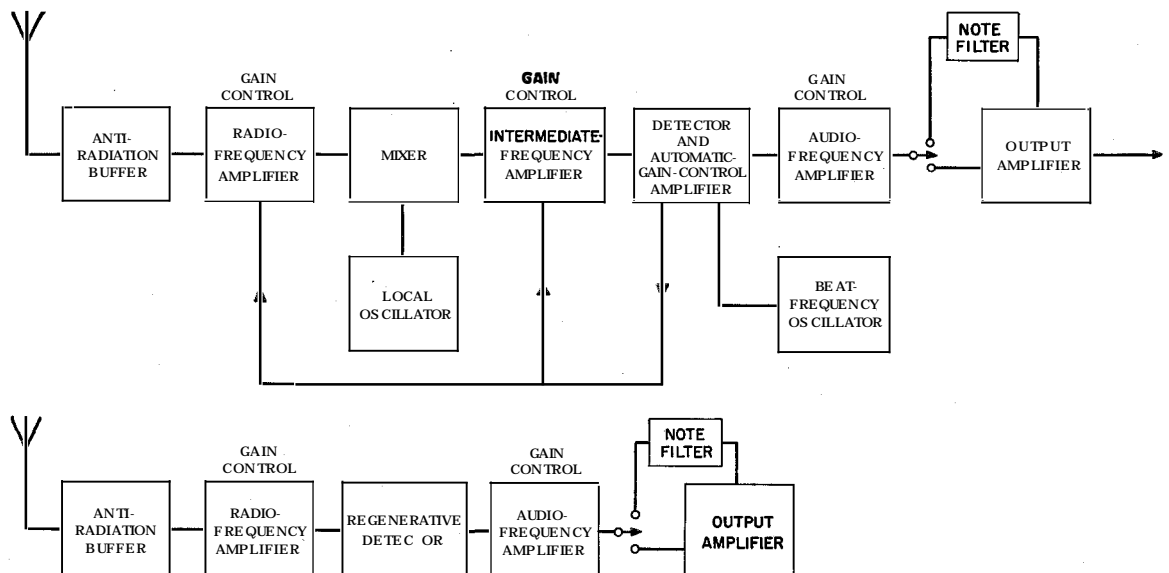 NOTE
FILTER
GAIN
CONTROL
GAIN
CONTROL
GAIN
CONTROL
ANTI-
RADIATION
BUFFER
RADIO-
FREQUENCY
AMPLIFIER
MIXER
INTERMEDIATE-
FREQUENCY
AMPLIFIER
DETECTOR
AND
AUTOMATIC-
GAIN-CONTROL
AMPLIFIER
AUDIO-
FREQUENCY
AMPLIFIER
OUTPUT
AMPLIFIER
LOCAL
OSCILLATOR
BEAT-
FREQUENCY
OSCILLATOR
GAIN
CONTROL
GAIN
CONTROL
NOTE
FILTER
ANTI-
RADIATION
BUFFER
RADIO-
FREQUENCY
AMPLIFIER
REGENERATIVE
DETEC OR
AUDIO-
FREQUENCY
AMPLIFIER
OUTPUT
AMPLIFIER